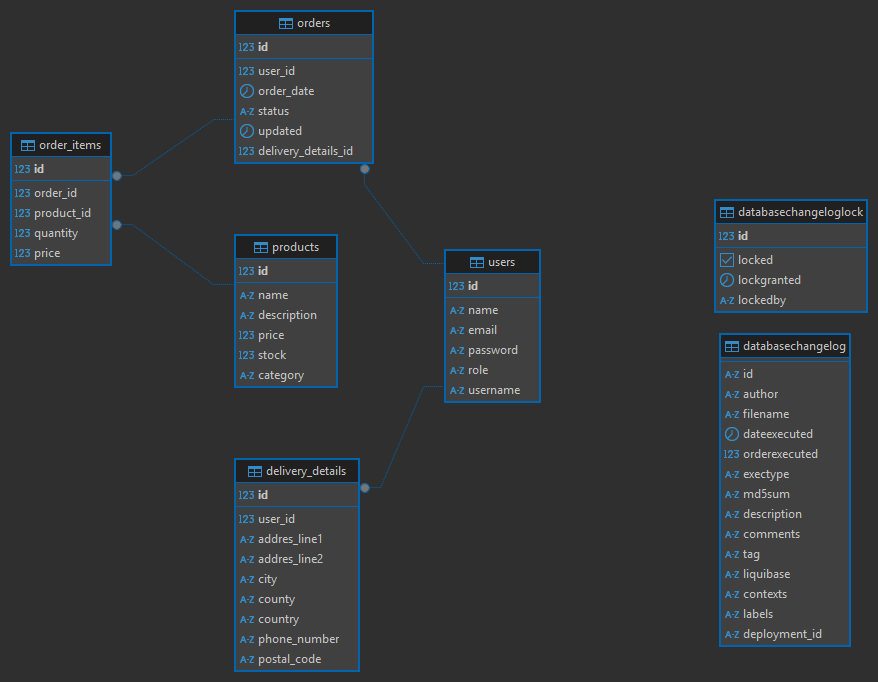 orders
123 id
123 user_id
order_date
A-Z status
updated
123 delivery_details_id
order_items
123 id
123 order_id
123 product_id
123 quantity
123 price
products
123 id
A-Z name
A-Z description
123 price
123 stock
A-Z category
users
123 id
A-Z name
A-Z email
A-Z password
A-Z role
A-Z username
delivery_details
123 id
123 user_id
A-Z addres_line1
A-Z addres_line2
A-Z city
A-Z county
A-Z country
A-Z phone_number
A-Z postal_code
databasechangeloglock
123 id
locked
lockgranted
A-Z lockedby
databasechangelog
A-Z id
A-Z author
A-Z filename
dateexecuted
123 orderexecuted
A-Z exectype
A-Z md5sum
A-Z description
A-Z comments
A-Z tag
A-Z liquibase
A-Z contexts
A-Z labels
A-Z deployment_id